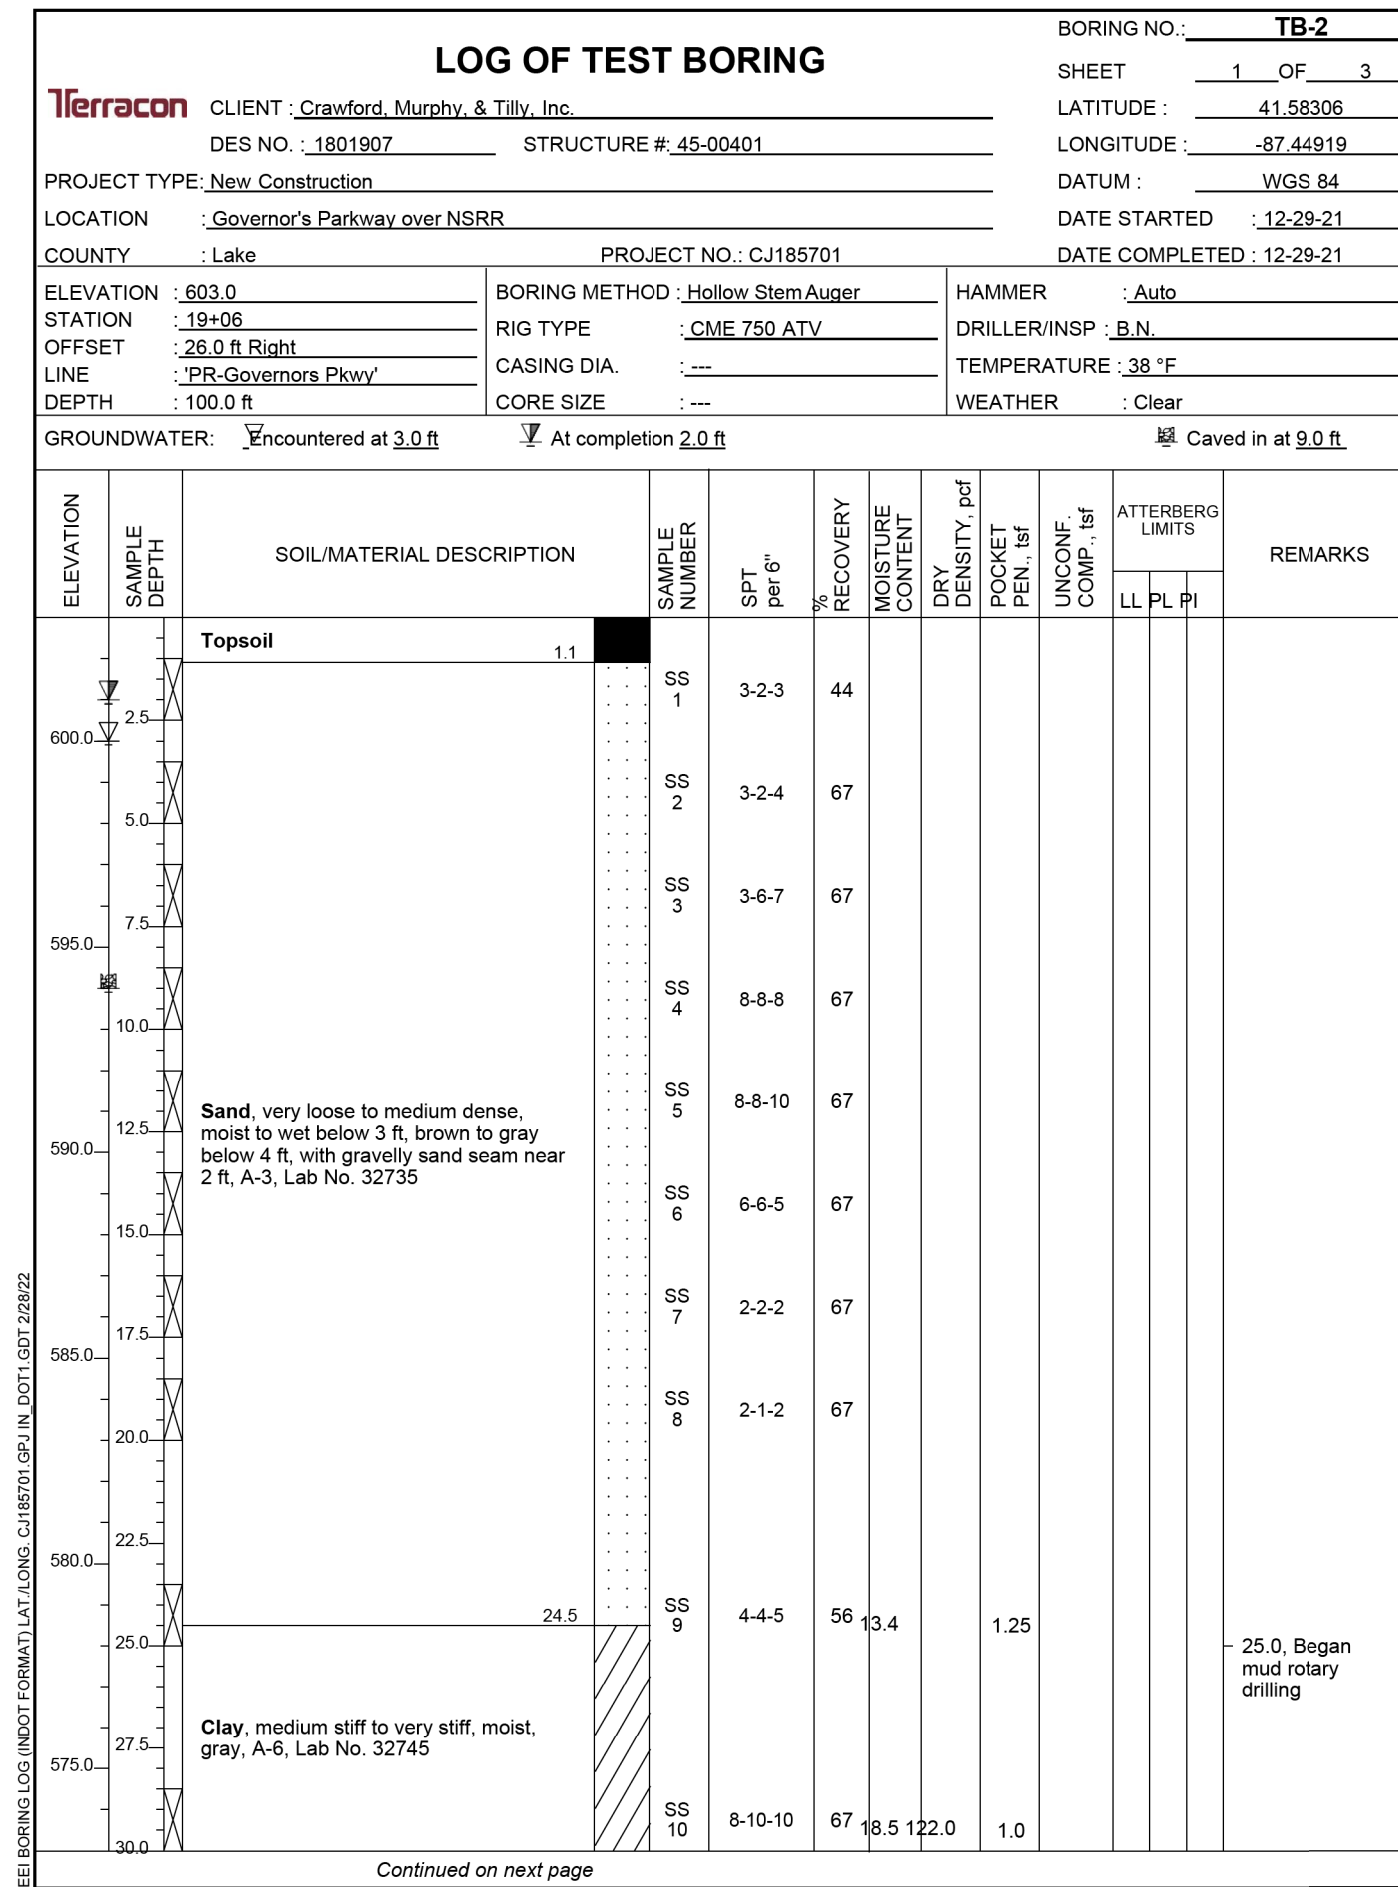 LOG OF TEST BORING
Terracon
BORING NO.: TB-2
SHEET 1 OF 3
CLIENT : Crawford, Murphy, & Tilly, Inc.
LATITUDE : 41.58306
DES NO. : 1801907 STRUCTURE #: 45-00401
LONGITUDE : -87.44919
PROJECT TYPE: New Construction
DATUM : WGS 84
LOCATION : Governor's Parkway over NSRR
DATE STARTED : 12-29-21
COUNTY : Lake PROJECT NO.: CJ185701
DATE COMPLETED : 12-29-21
ELEVATION : 603.0
STATION : 19+06
OFFSET : 26.0 ft Right
LINE : 'PR-Governors Pkwy'
DEPTH : 100.0 ft
BORING METHOD : Hollow Stem Auger
RIG TYPE : CME 750 ATV
CASING DIA. : ---
CORE SIZE : ---
HAMMER : Auto
DRILLER/INSP : B.N.
TEMPERATURE : 38 °F
WEATHER : Clear
GROUNDWATER: Encountered at 3.0 ft At completion 2.0 ft Caved in at 9.0 ft
ELEVATION
SAMPLE
DEPTH
SOIL/MATERIAL DESCRIPTION
SAMPLE
NUMBER
SPT
per 6"
%
RECOVERY
MOISTURE
CONTENT
DRY
DENSITY, pcf
POCKET
PEN., tsf
UNCONF.
COMP., tsf
ATTERBERG
LIMITS
LL PL PI
REMARKS
Topsoil
1.1
SS
1 3-2-3 44
2.5
600.0
SS
2 3-2-4 67
5.0
SS
3 3-6-7 67
7.5
595.0
SS
4 8-8-8 67
10.0
SS
5 8-8-10 67
Sand, very loose to medium dense,
moist to wet below 3 ft, brown to gray
below 4 ft, with gravelly sand seam near
2 ft, A-3, Lab No. 32735
12.5
590.0
SS
6 6-6-5 67
15.0
SS
7 2-2-2 67
17.5
585.0
SS
8 2-1-2 67
20.0
22.5
580.0
24.5
SS
9 4-4-5 56 13.4 1.25
25.0
25.0, Began
mud rotary
drilling
Clay, medium stiff to very stiff, moist,
gray, A-6, Lab No. 32745
27.5
575.0
SS
10 8-10-10 67 18.5 122.0 1.0
30.0
Continued on next page
EEI BORING LOG (INDOT FORMAT) LAT./LONG. CJ185701.GPJ IN_DOT1.GDT 2/28/22